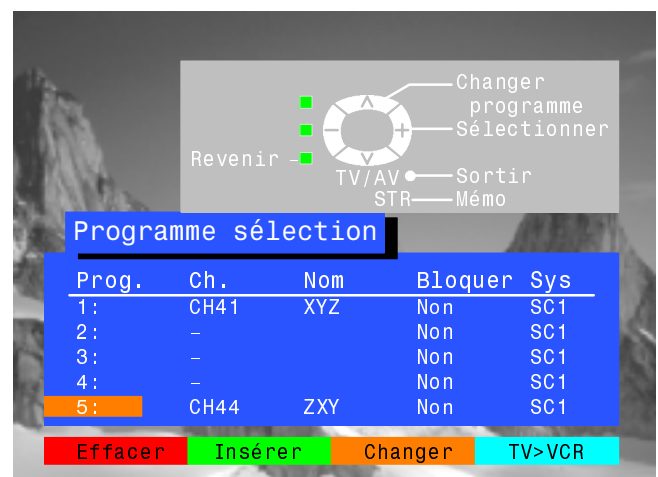 Changer
programme
Sélectionner
Revenir
TV/AV Sortir
STR Mémo
Programme sélection
Prog. Ch. Nom Bloquer Sys
1: CH41 XYZ Non SC1
2: – Non SC1
3: – Non SC1
4: – Non SC1
5: CH44 ZXY Non SC1
Effacer Insérer Changer TV>VCR